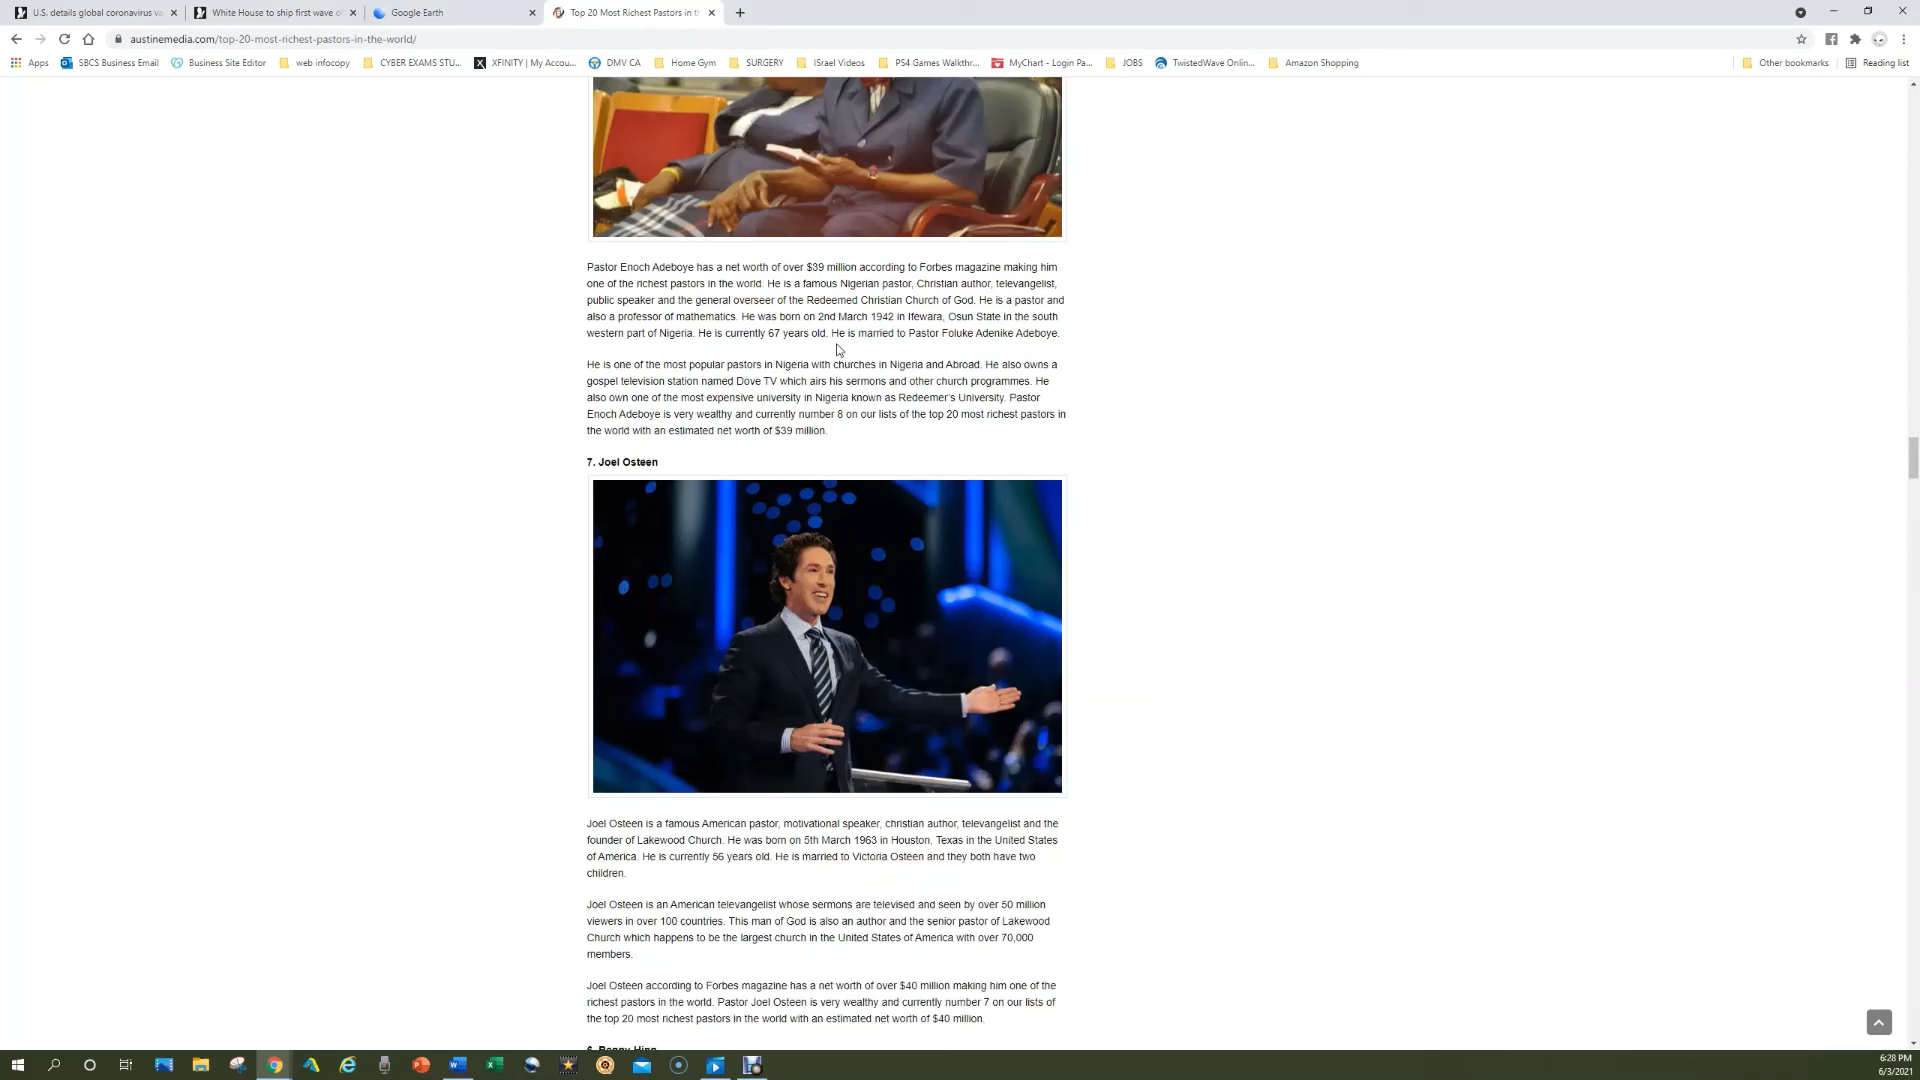 U.S. details global coronavirus va
White House to ship first wave o
Google Earth
Top 20 Most Richest Pastors in th
austinemedia.com/top-20-most-richest-pastors-in-the-world/
Apps
SBCS Business Email
Business Site Editor
web infocopy
CYBER EXAMS STU...
XFINITY | My Accou...
DMV CA
Home Gym
SURGERY
ISrael Videos
PS4 Games Walkthr...
MyChart - Login Pa...
JOBS
TwistedWave Onlin...
Amazon Shopping
Other bookmarks
Reading list
Pastor Enoch Adeboye has a net worth of over $39 million according to Forbes magazine making him
one of the richest pastors in the world. He is a famous Nigerian pastor, Christian author, televangelist,
public speaker and the general overseer of the Redeemed Christian Church of God. He is a pastor and
also a professor of mathematics. He was born on 2nd March 1942 in Ifewara, Osun State in the south
western part of Nigeria. He is currently 67 years old. He is married to Pastor Foluke Adenike Adeboye.
He is one of the most popular pastors in Nigeria with churches in Nigeria and Abroad. He also owns a
gospel television station named Dove TV which airs his sermons and other church programmes. He
also own one of the most expensive university in Nigeria known as Redeemer's University. Pastor
Enoch Adeboye is very wealthy and currently number 8 on our lists of the top 20 most richest pastors in
the world with an estimated net worth of $39 million.
7. Joel Osteen
Joel Osteen is a famous American pastor, motivational speaker, christian author, televangelist and the
founder of Lakewood Church. He was born on 5th March 1963 in Houston, Texas in the United States
of America. He is currently 56 years old. He is married to Victoria Osteen and they both have two
children.
Joel Osteen is an American televangelist whose sermons are televised and seen by over 50 million
viewers in over 100 countries. This man of God is also an author and the senior pastor of Lakewood
Church which happens to be the largest church in the United States of America with over 70,000
members.
Joel Osteen according to Forbes magazine has a net worth of over $40 million making him one of the
richest pastors in the world. Pastor Joel Osteen is very wealthy and currently number 7 on our lists of
the top 20 most richest pastors in the world with an estimated net worth of $40 million.
6. Benny Hinn
6:28 PM
6/3/2021